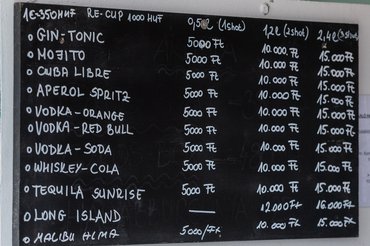 1€-350HUF RE-CUP 1000 HUF 0,5l (1shot) 1,2l (2shot) 2,4l (3shot)
○ GIN-TONIC 5000 Ft 10.000 Ft 15.000 Ft
○ MOJITO 5000 Ft 10.000 Ft 15.000 Ft
○ CUBA LIBRE 5000 Ft 10.000 Ft 15.000 Ft
○ APEROL SPRITZ 5000 Ft 10.000 Ft 15.000 Ft
○ VODKA-ORANGE 5000 Ft 10.000 Ft 15.000 Ft
○ VODKA-RED BULL 5000 Ft 10.000 Ft 15.000 Ft
○ VODKA-SODA 5000 Ft 10.000 Ft 15.000 Ft
○ WHISKEY-COLA 5000 Ft 10.000 Ft 15.000 Ft
○ TEQUILA SUNRISE 5000 Ft 10.000 Ft 15.000 Ft
○ LONG ISLAND — 12.000 Ft 16.000 Ft
○ MALIBU 5000 Ft 10.000 Ft 15.000 Ft